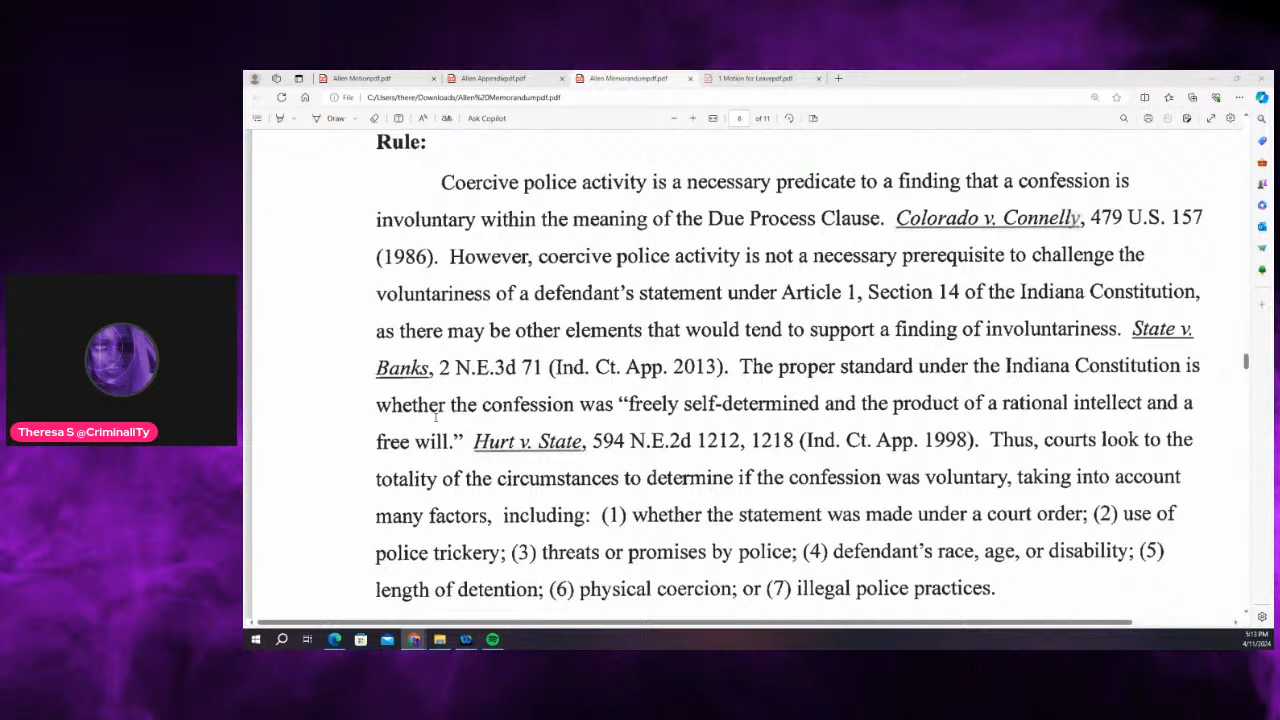 Allen Motionpdf.pdf
Allen Appendixpdf.pdf
Allen Memorandumpdf.pdf
1 Motion for Leavepdf.pdf
File
C:/Users/there/Downloads/Allen%20Memorandumpdf.pdf
Draw
Ask Copilot
6 of 11
Rule:
Coercive police activity is a necessary predicate to a finding that a confession is
involuntary within the meaning of the Due Process Clause. Colorado v. Connelly, 479 U.S. 157
(1986). However, coercive police activity is not a necessary prerequisite to challenge the
voluntariness of a defendant's statement under Article 1, Section 14 of the Indiana Constitution,
as there may be other elements that would tend to support a finding of involuntariness. State v.
Banks, 2 N.E.3d 71 (Ind. Ct. App. 2013). The proper standard under the Indiana Constitution is
whether the confession was “freely self-determined and the product of a rational intellect and a
free will.” Hurt v. State, 594 N.E.2d 1212, 1218 (Ind. Ct. App. 1998). Thus, courts look to the
totality of the circumstances to determine if the confession was voluntary, taking into account
many factors, including: (1) whether the statement was made under a court order; (2) use of
police trickery; (3) threats or promises by police; (4) defendant's race, age, or disability; (5)
length of detention; (6) physical coercion; or (7) illegal police practices.
Theresa S @CriminaliTy
5:13 PM
4/11/2024